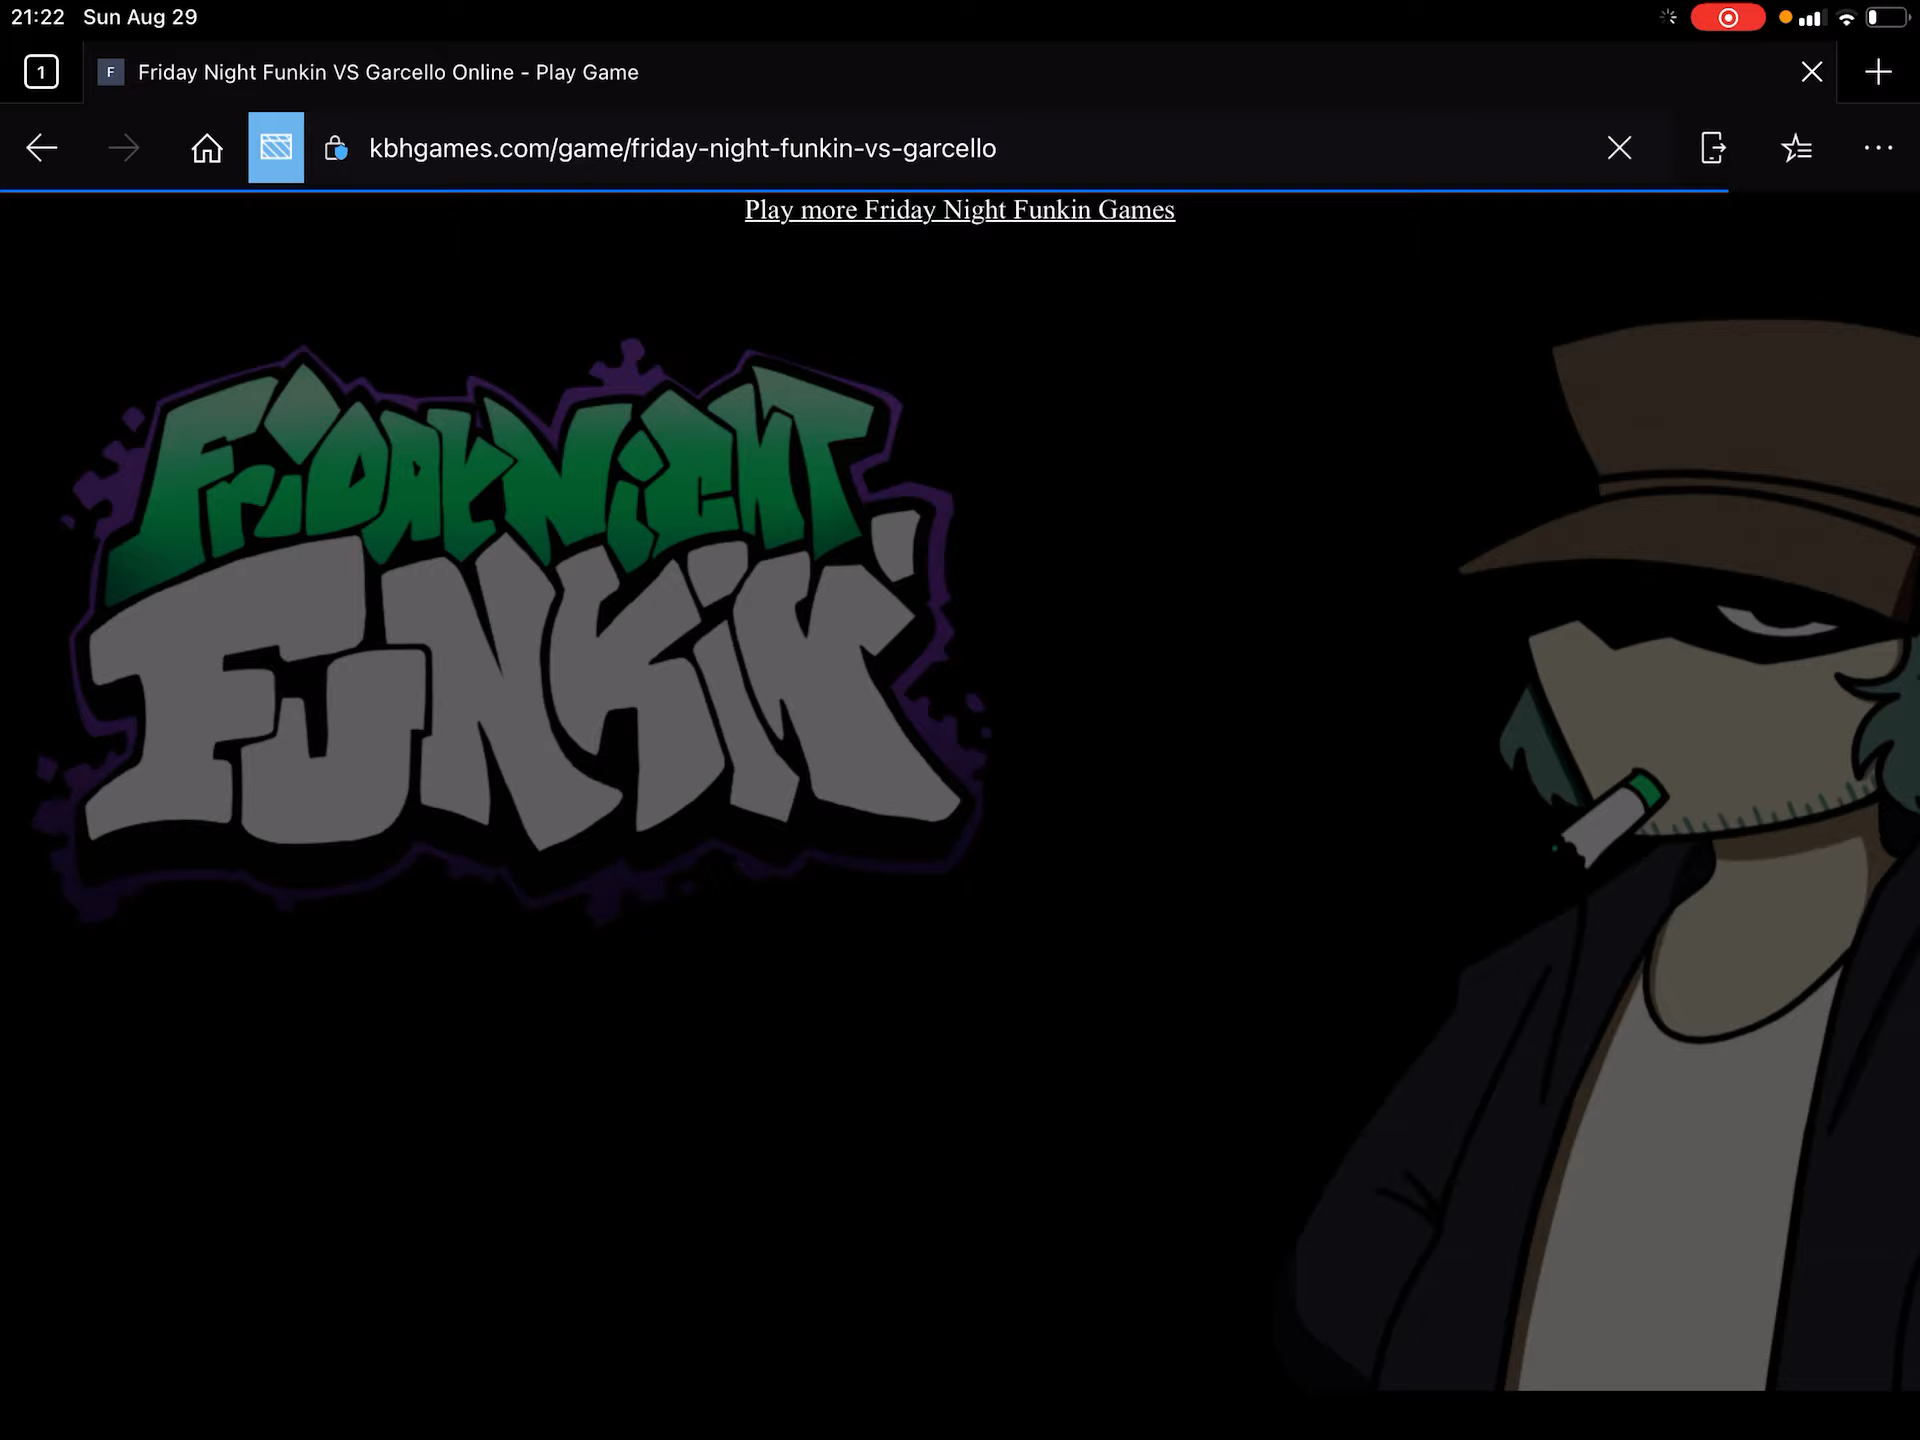 21:22 Sun Aug 29
1
F Friday Night Funkin VS Garcello Online - Play Game
kbhgames.com/game/friday-night-funkin-vs-garcello
Play more Friday Night Funkin Games
FRiDAY NiGHT
FUNKiN'